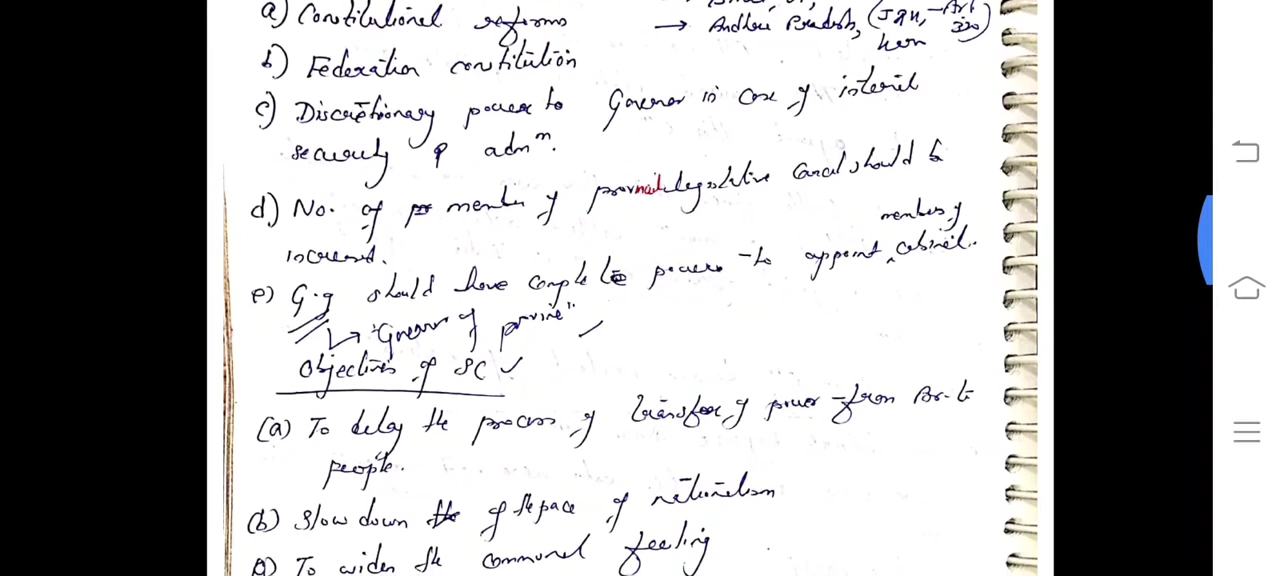 a) Constitutional reforms
→ Andhra Pradesh, (J&K, - Art 370)
b) Federation constitution
c) Discretionary power to Governor in case of internal
security & admn.
d) No. of member of provincial legislative Council should be
increased.
members of
e) G.g should have complete power to appoint cabinet.
↳ "Governor of province"
Objectives of SC ✓
(a) To delay the process of transfer of power from Br. to
people.
(b) Slow down of the pace of nationalism
To widen the communal feeling